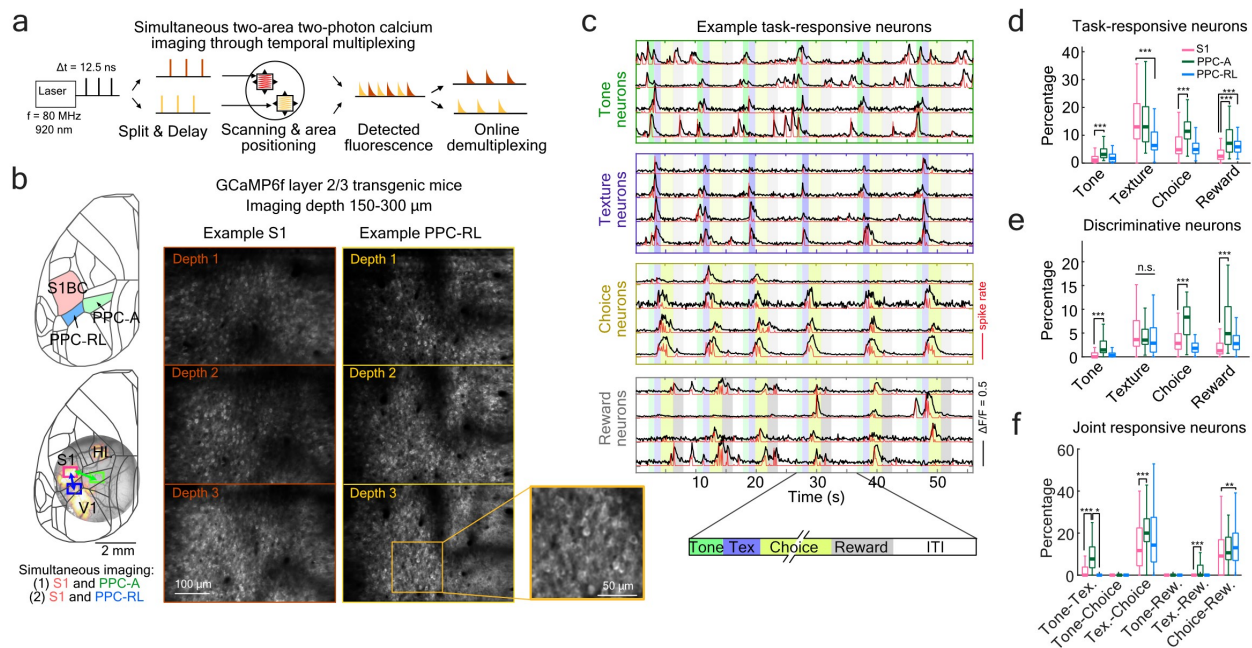 a
Simultaneous two-area two-photon calcium
imaging through temporal multiplexing
Δt = 12.5 ns
Laser
f = 80 MHz
920 nm
Split & Delay
Scanning & area
positioning
Detected
fluorescence
Online
demultiplexing
b
GCaMP6f layer 2/3 transgenic mice
Imaging depth 150-300 μm
Example S1
Example PPC-RL
S1BC
PPC-A
PPC-RL
S1
HL
V1
2 mm
Simultaneous imaging:
(1) S1 and PPC-A
(2) S1 and PPC-RL
Depth 1
Depth 1
Depth 2
Depth 2
Depth 3
Depth 3
100 μm
50 μm
c
Example task-responsive neurons
Tone
neurons
Texture
neurons
Choice
neurons
Reward
neurons
spike rate
ΔF/F = 0.5
10
20
30
40
50
Time (s)
Tone
Tex
Choice
Reward
ITI
d
Task-responsive neurons
Percentage
40
30
20
10
0
S1
PPC-A
PPC-RL
***
***
***
***
***
Tone
Texture
Choice
Reward
e
Discriminative neurons
Percentage
20
15
10
5
0
***
n.s.
***
***
Tone
Texture
Choice
Reward
f
Joint responsive neurons
Percentage
60
40
20
0
***
*
***
***
**
Tone-Tex.
Tone-Choice
Tex.-Choice
Tone-Rew.
Tex.-Rew.
Choice-Rew.